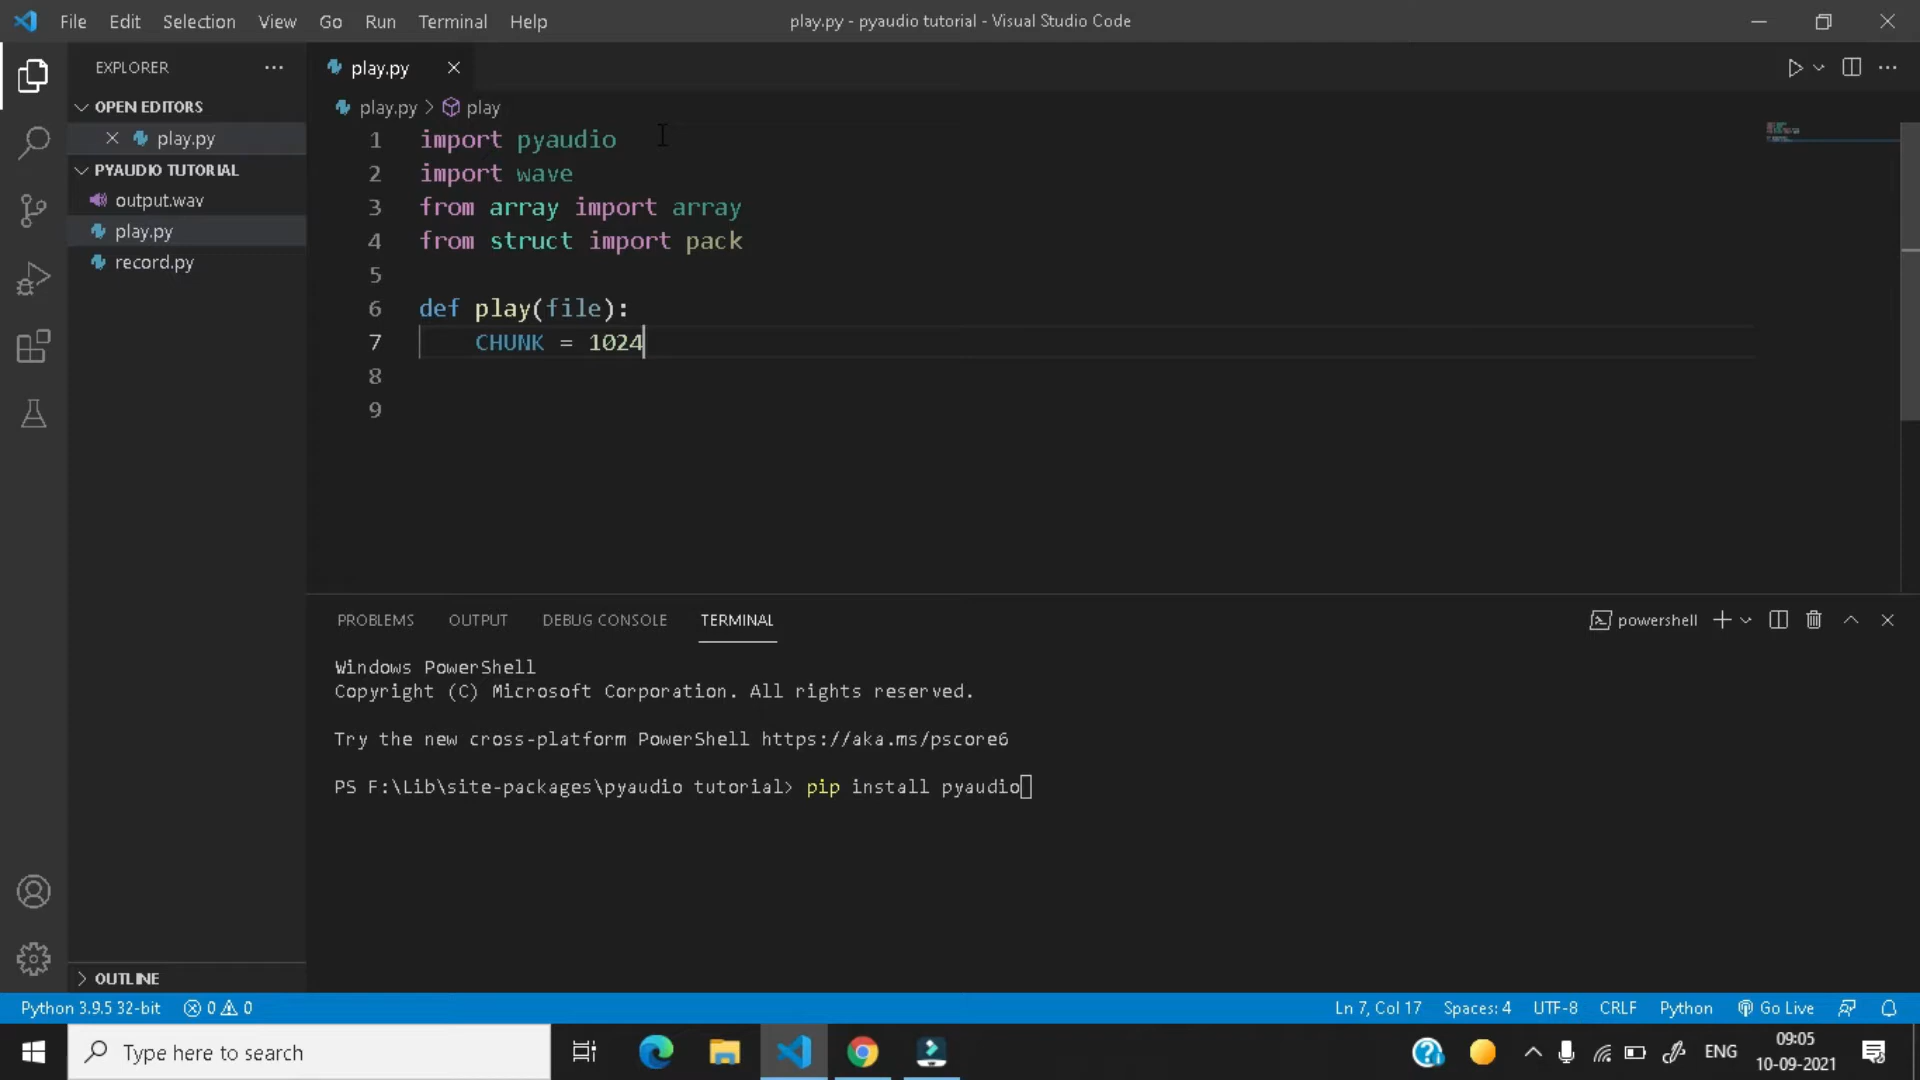 File Edit Selection View Go Run Terminal Help
play.py - pyaudio tutorial - Visual Studio Code
EXPLORER
OPEN EDITORS
play.py
PYAUDIO TUTORIAL
output.wav
play.py
record.py
OUTLINE
play.py
play.py > play
1 import pyaudio
2 import wave
3 from array import array
4 from struct import pack
5
6 def play(file):
7 CHUNK = 1024
8
9
PROBLEMS OUTPUT DEBUG CONSOLE TERMINAL
powershell
Windows PowerShell
Copyright (C) Microsoft Corporation. All rights reserved.
Try the new cross-platform PowerShell https://aka.ms/pscore6
PS F:\Lib\site-packages\pyaudio tutorial> pip install pyaudio
Python 3.9.5 32-bit 0 0
Ln 7, Col 17 Spaces: 4 UTF-8 CRLF Python Go Live
Type here to search
ENG
09:05
10-09-2021